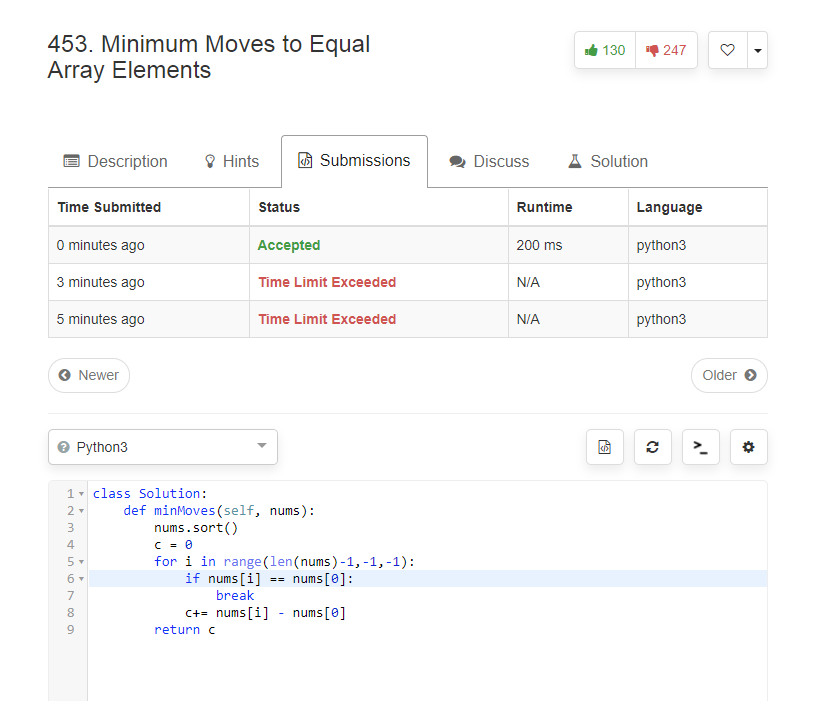 453. Minimum Moves to Equal
Array Elements
130
247
Description
Hints
Submissions
Discuss
Solution
Time Submitted Status Runtime Language
0 minutes ago Accepted 200 ms python3
3 minutes ago Time Limit Exceeded N/A python3
5 minutes ago Time Limit Exceeded N/A python3
Newer
Older
Python3
1 class Solution:
2     def minMoves(self, nums):
3         nums.sort()
4         c = 0
5         for i in range(len(nums)-1,-1,-1):
6             if nums[i] == nums[0]:
7                 break
8             c+= nums[i] - nums[0]
9         return c